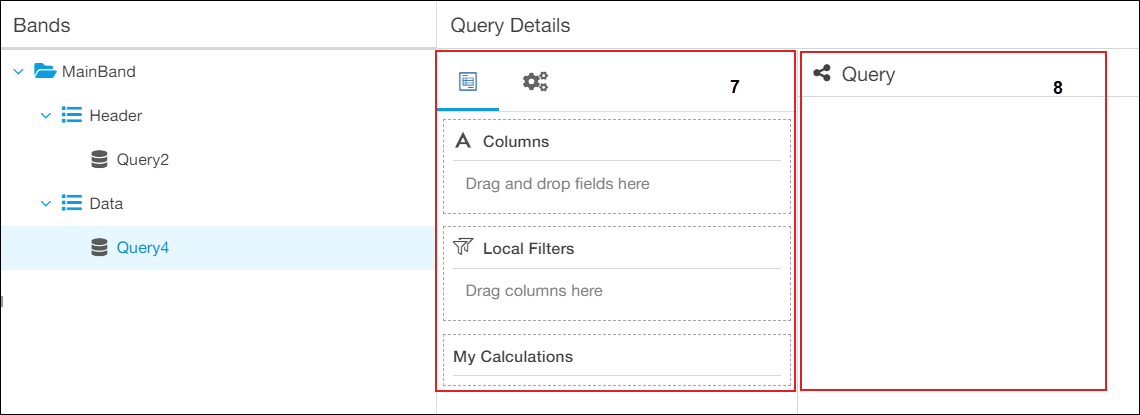 Bands
Query Details
MainBand
Header
Query2
Data
Query4
7
Columns
Drag and drop fields here
Local Filters
Drag columns here
My Calculations
Query
8